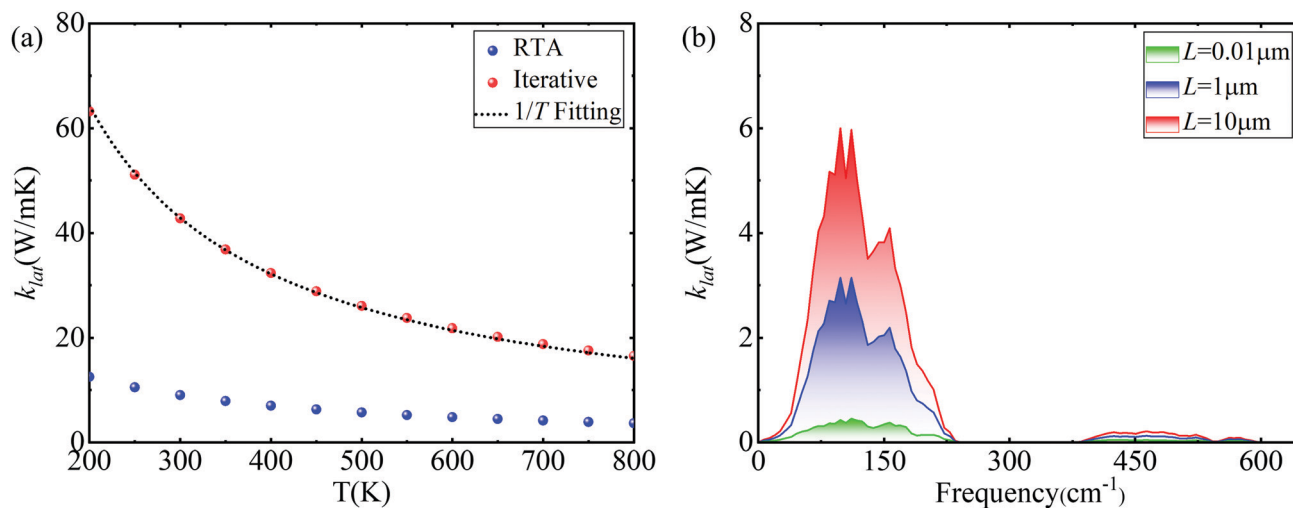 (a)
80
60
40
20
0
k_lat(W/mK)
RTA
Iterative
1/T Fitting
200 300 400 500 600 700 800
T(K)
(b)
8
6
4
2
0
k_lat(W/mK)
L=0.01μm
L=1μm
L=10μm
0 150 300 450 600
Frequency(cm⁻¹)